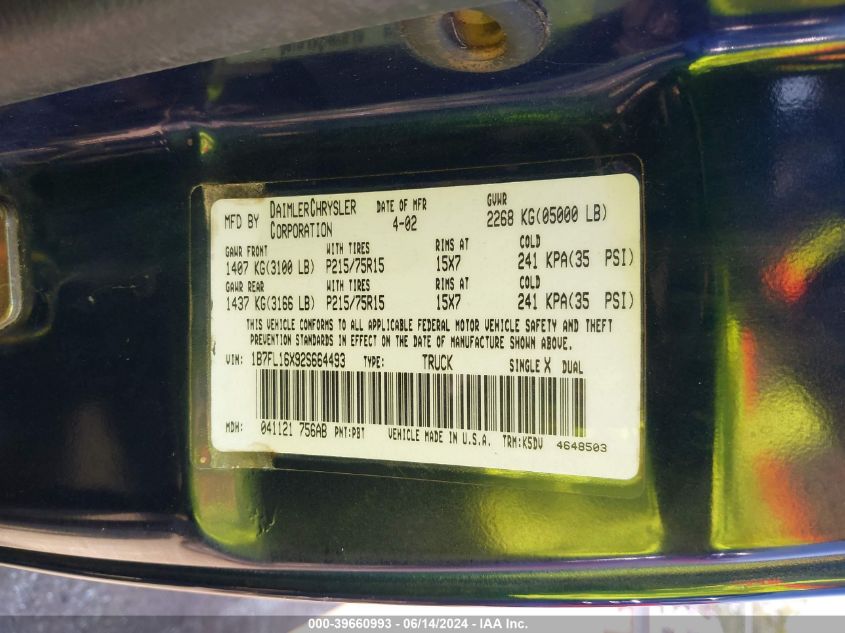 MFD BY DAIMLERCHRYSLER CORPORATION DATE OF MFR 4-02 GVWR 2268 KG(05000 LB)
GAWR FRONT WITH TIRES RIMS AT COLD
1407 KG(3100 LB) P215/75R15 15X7 241 KPA(35 PSI)
GAWR REAR WITH TIRES RIMS AT COLD
1437 KG(3166 LB) P215/75R15 15X7 241 KPA(35 PSI)
THIS VEHICLE CONFORMS TO ALL APPLICABLE FEDERAL MOTOR VEHICLE SAFETY AND THEFT
PREVENTION STANDARDS IN EFFECT ON THE DATE OF MANUFACTURE SHOWN ABOVE.
VIN: 1B7FL16X92S664493 TYPE: TRUCK SINGLE X DUAL
MDH: 041121 756AB PNT:PBT VEHICLE MADE IN U.S.A. TRM:K5DV 4648503
000-39660993 - 06/14/2024 - IAA Inc.